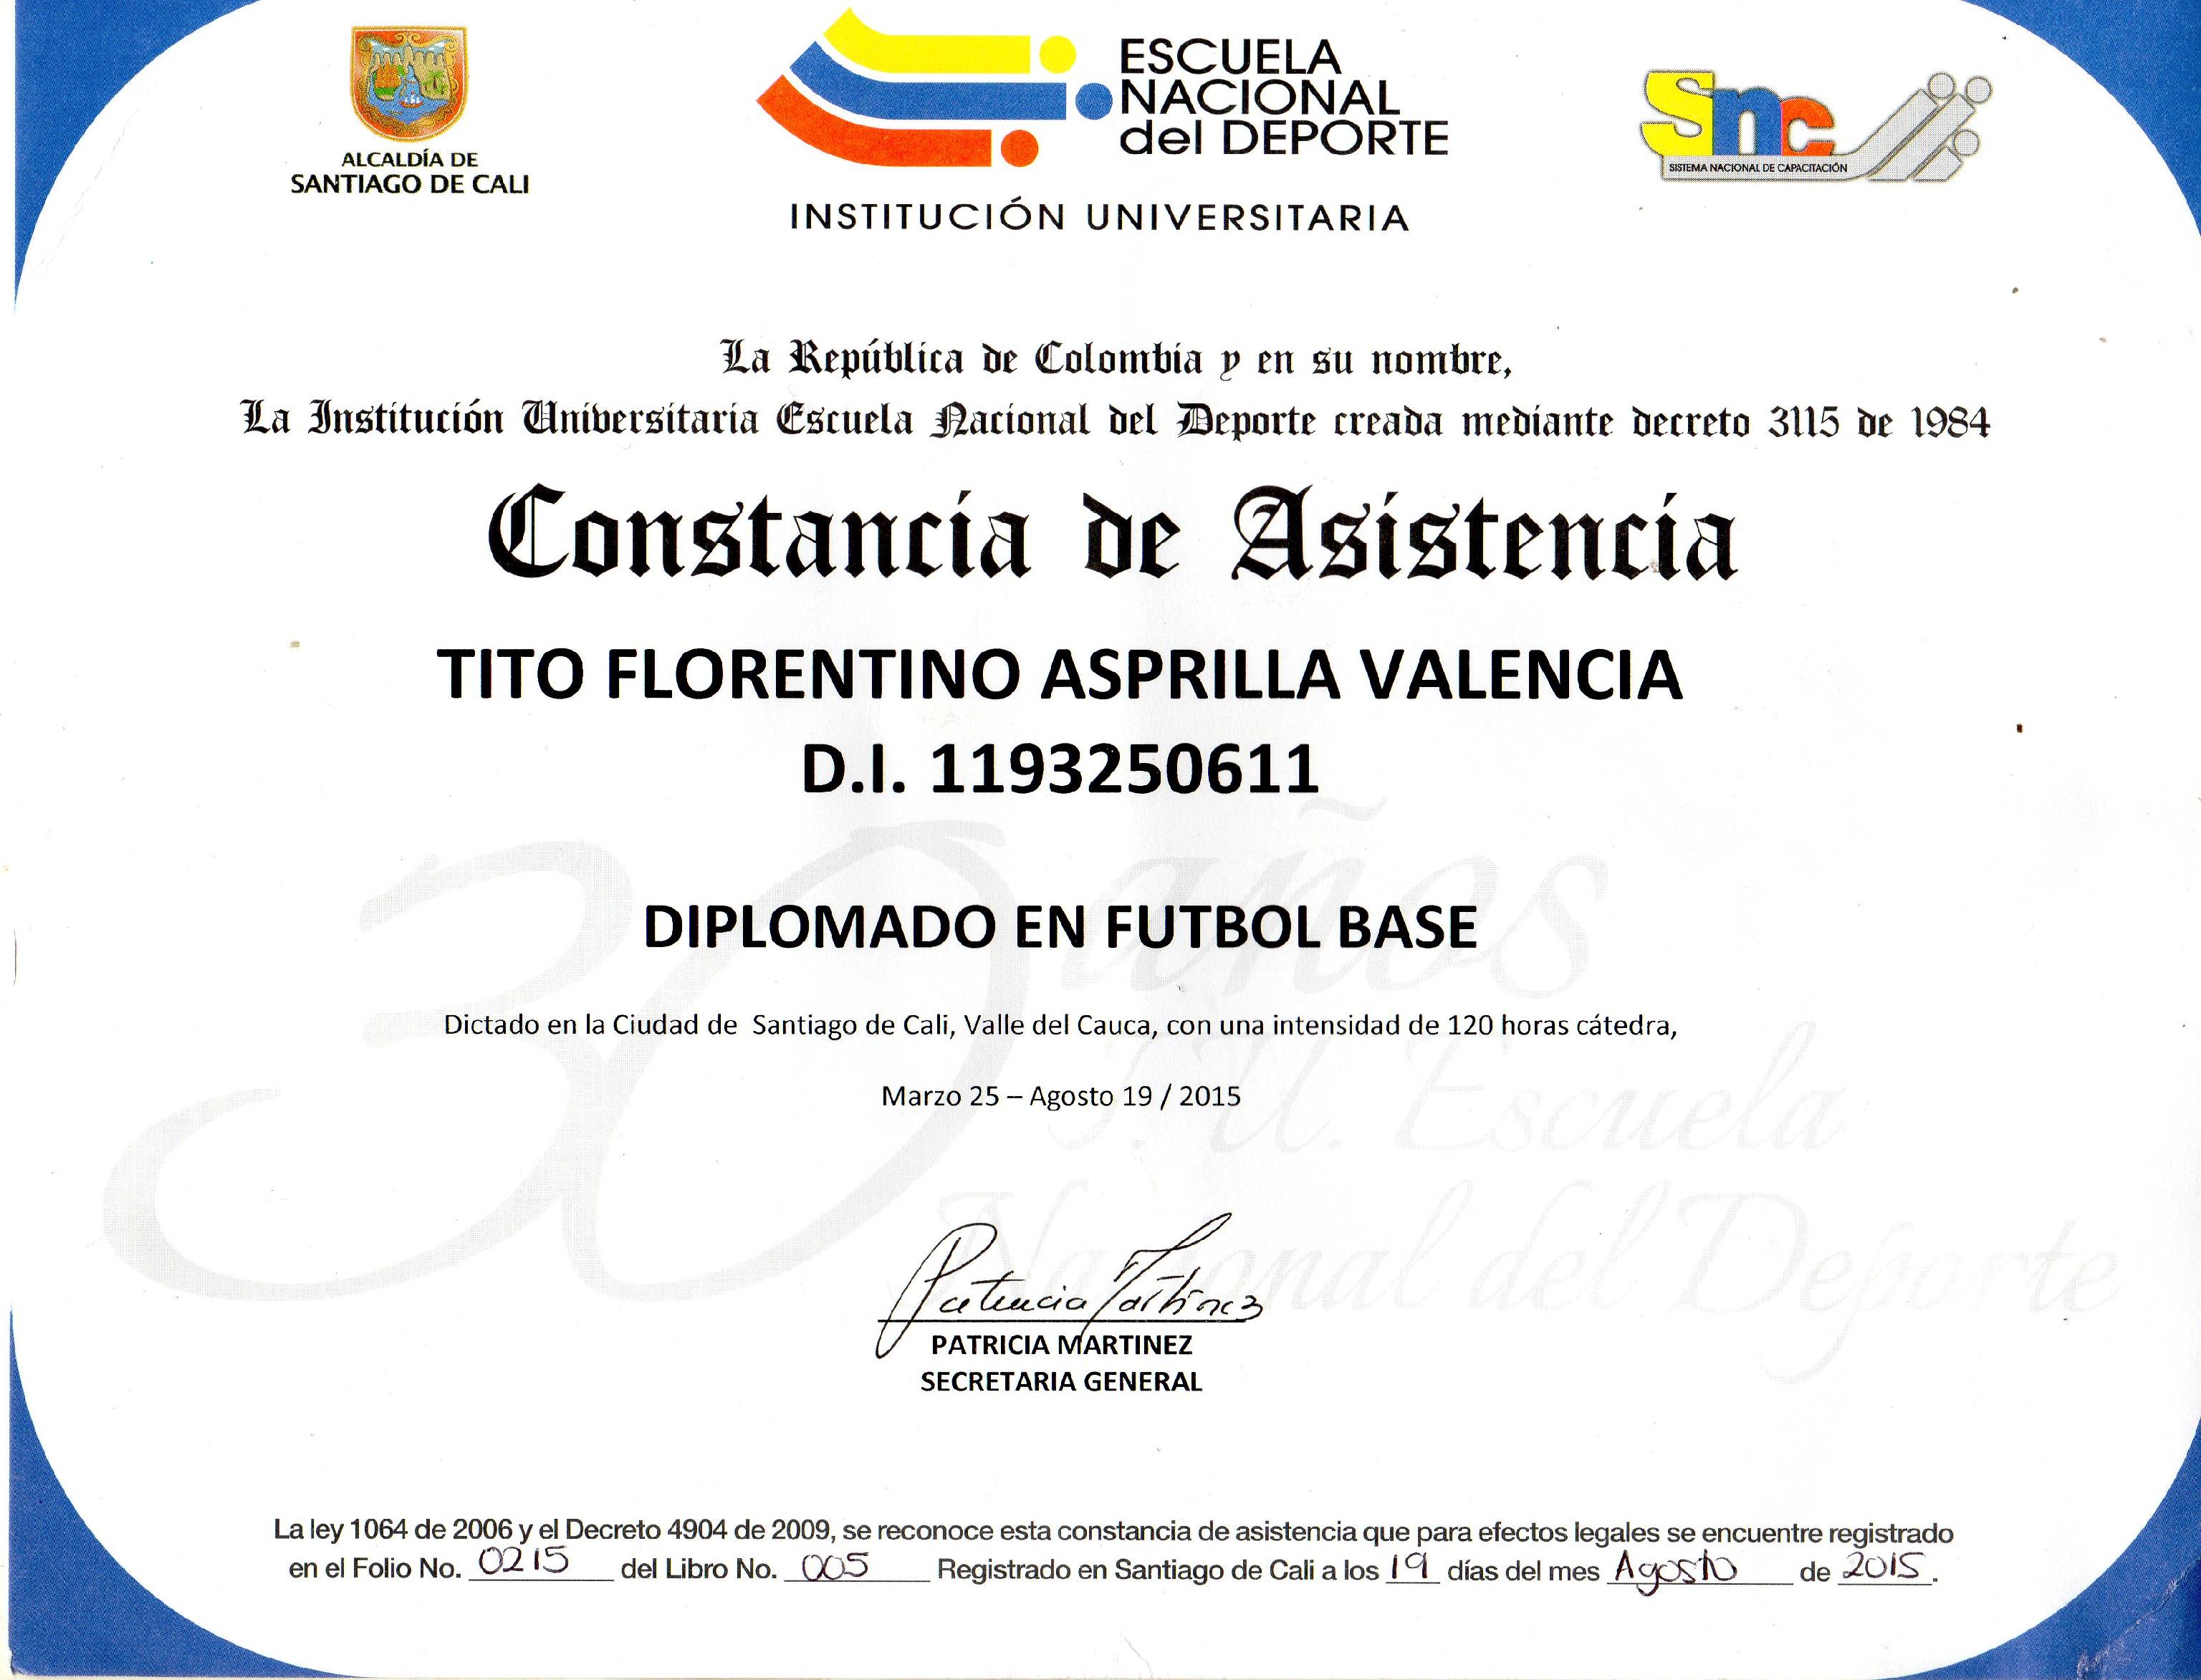 ALCALDÍA DE
SANTIAGO DE CALI
ESCUELA
NACIONAL
del DEPORTE
INSTITUCIÓN UNIVERSITARIA
Snc
SISTEMA NACIONAL DE CAPACITACIÓN
La República de Colombia y en su nombre,
La Institución Universitaria Escuela Nacional del Deporte creada mediante decreto 3115 de 1984
Constancia de Asistencia
TITO FLORENTINO ASPRILLA VALENCIA
D.I. 1193250611
30 años
DIPLOMADO EN FUTBOL BASE
Dictado en la Ciudad de Santiago de Cali, Valle del Cauca, con una intensidad de 120 horas cátedra,
Marzo 25 – Agosto 19 / 2015
I.U. Escuela
Nacional del Deporte
Patricia Martinez
PATRICIA MARTINEZ
SECRETARIA GENERAL
La ley 1064 de 2006 y el Decreto 4904 de 2009, se reconoce esta constancia de asistencia que para efectos legales se encuentre registrado
en el Folio No. 0215 del Libro No. 005 Registrado en Santiago de Cali a los 19 días del mes Agosto de 2015.